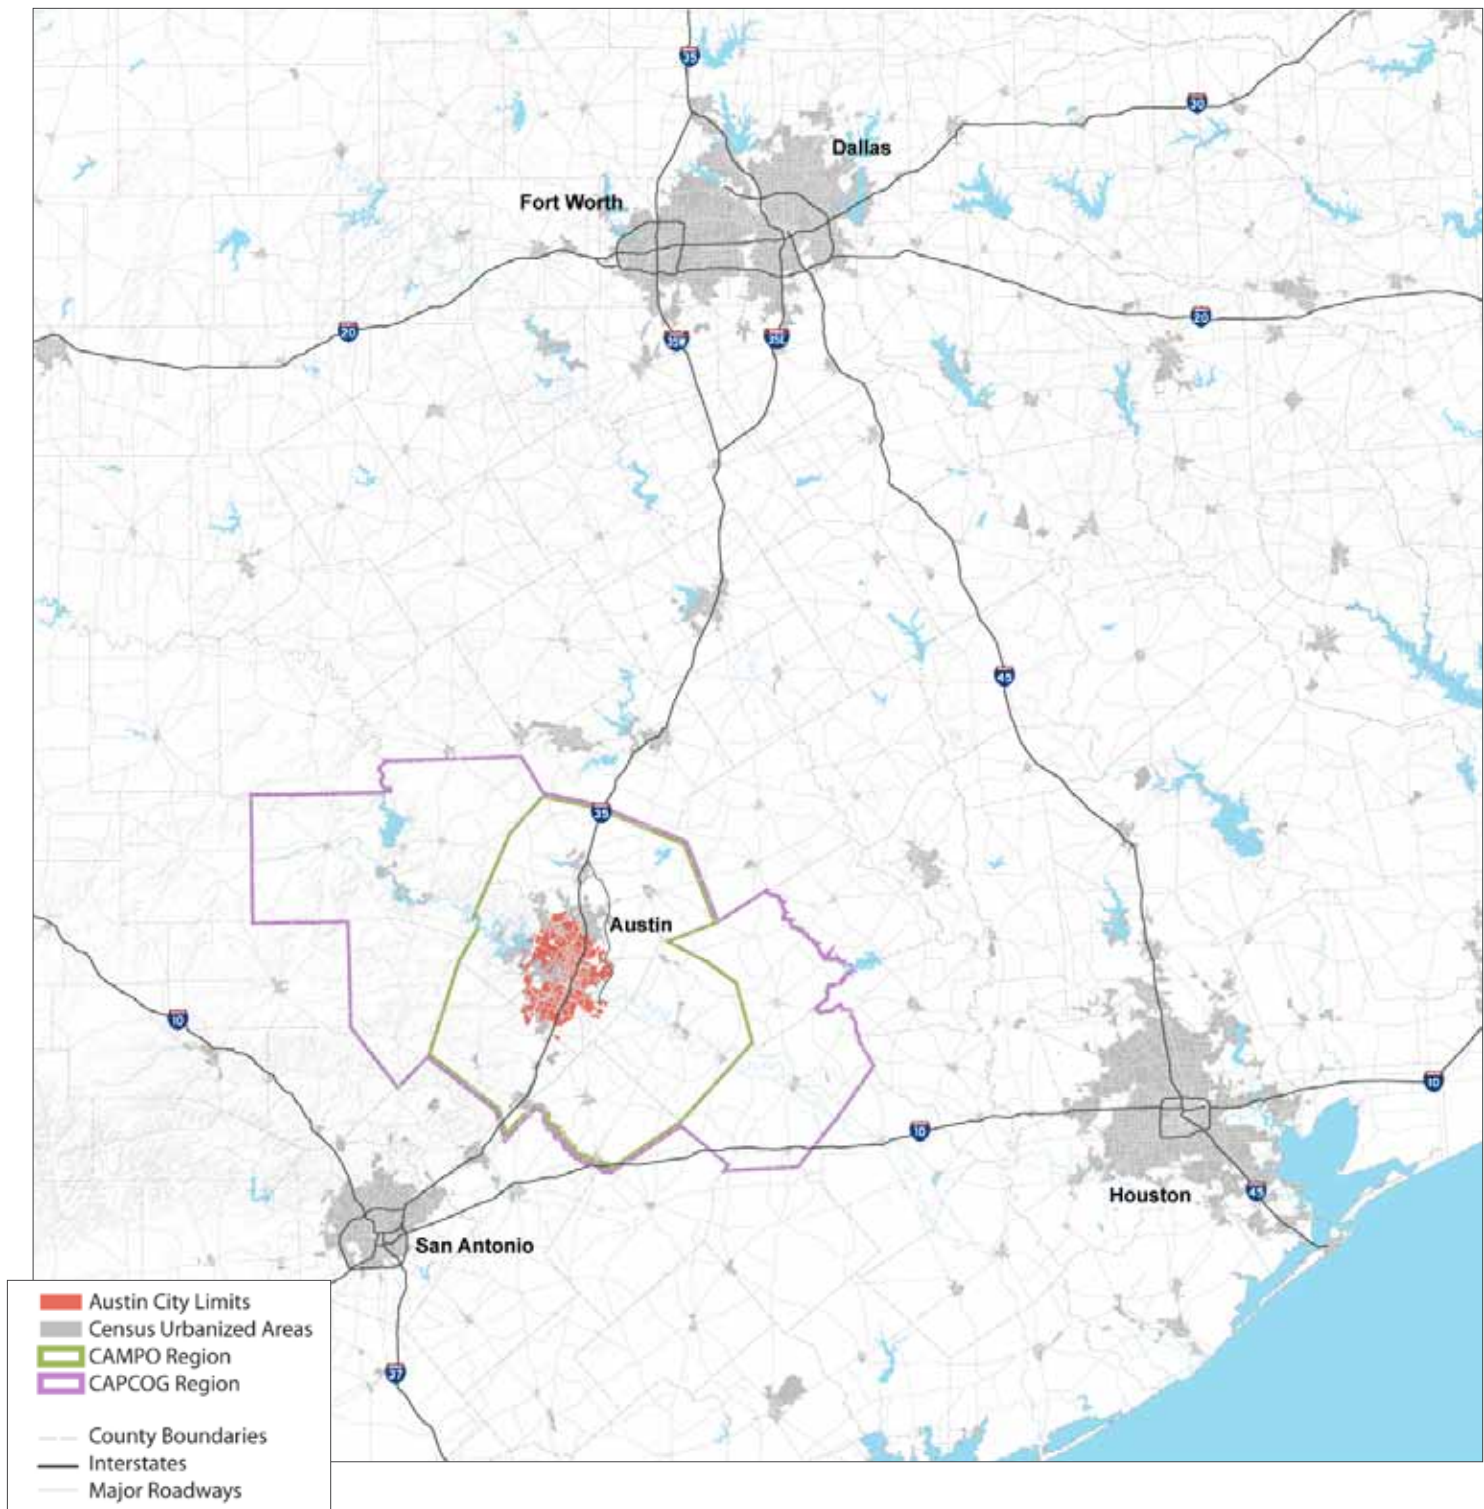 35
30
Dallas
Fort Worth
20
20
35W
35E
45
35
Austin
10
10
10
Houston
45
San Antonio
37
Austin City Limits
Census Urbanized Areas
CAMPO Region
CAPCOG Region
County Boundaries
Interstates
Major Roadways